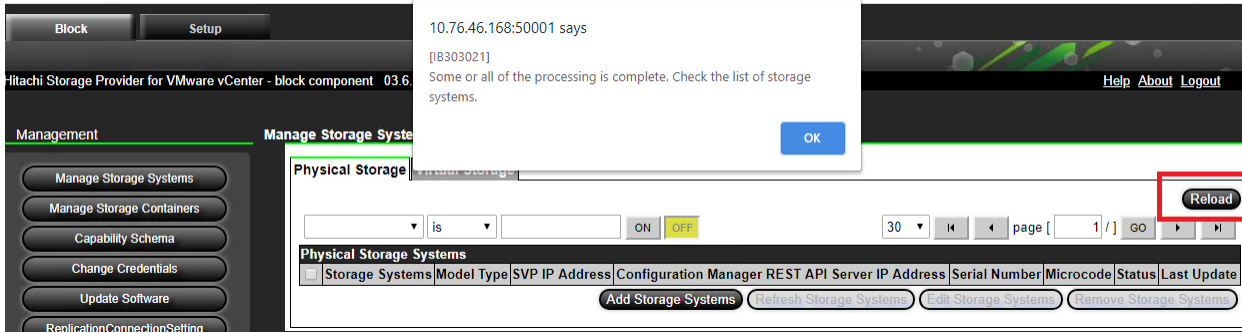 Block
Setup
10.76.46.168:50001 says
[IB303021]
Some or all of the processing is complete. Check the list of storage
systems.
OK
Hitachi Storage Provider for VMware vCenter - block component 03.6.
Help About Logout
Management
Manage Storage Syste
Manage Storage Systems
Manage Storage Containers
Capability Schema
Change Credentials
Update Software
ReplicationConnectionSetting
Physical Storage Virtual Storage
Reload
is ON OFF 30 page [ 1 / ] GO
Physical Storage Systems
Storage Systems Model Type SVP IP Address Configuration Manager REST API Server IP Address Serial Number Microcode Status Last Update
Add Storage Systems Refresh Storage Systems Edit Storage Systems Remove Storage Systems